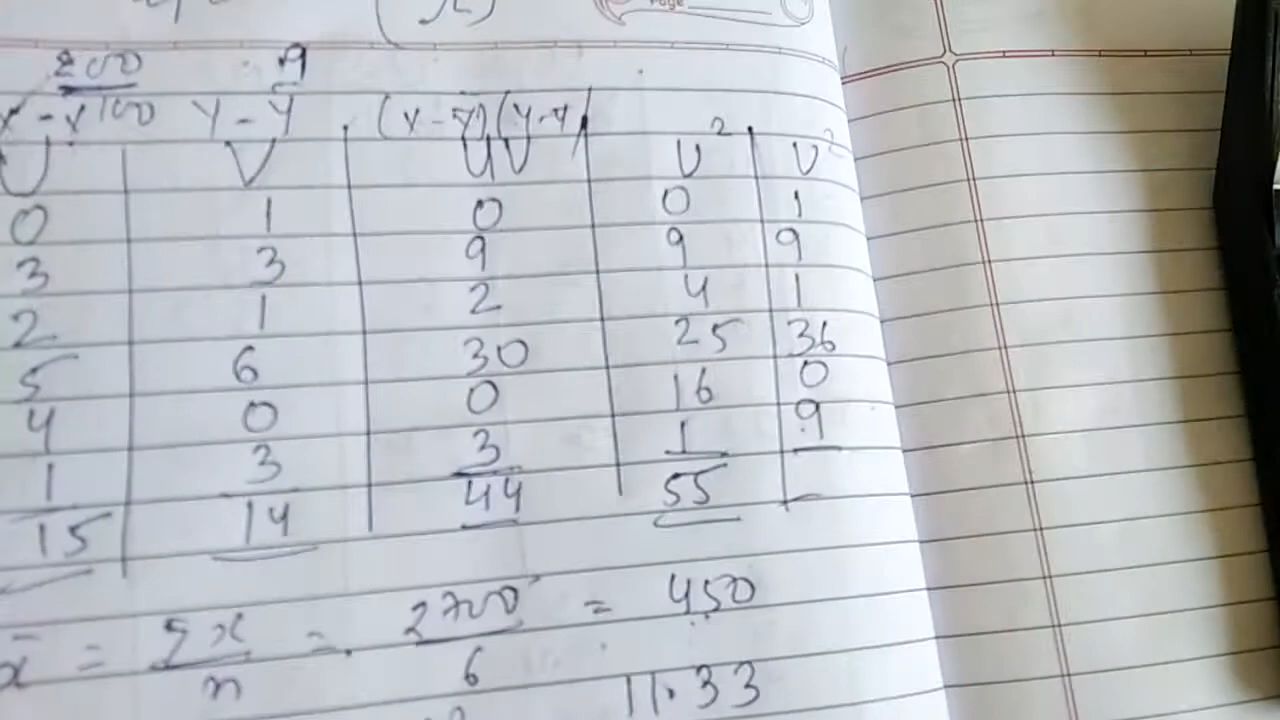 Page
200 9
x - x 100 y - y (x - x̄)(y - y)
U V UV U² V²
0 1 0 0 1
3 3 9 9 9
2 1 2 4 1
5 6 30 25 36
4 0 0 16 0
1 3 3 1 9
15 14 44 55
x̄ = Σx/n = 2700/6 = 450
11.33